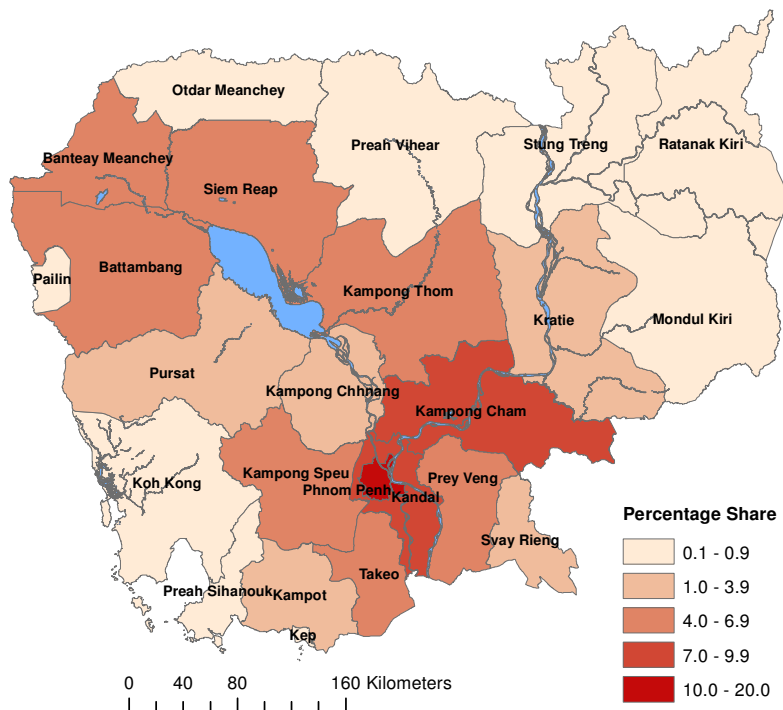 Otdar Meanchey
Preah Vihear
Stung Treng
Ratanak Kiri
Banteay Meanchey
Siem Reap
Battambang
Pailin
Kampong Thom
Kratie
Mondul Kiri
Pursat
Kampong Chhnang
Kampong Cham
Koh Kong
Kampong Speu
Phnom Penh
Kandal
Prey Veng
Svay Rieng
Takeo
Preah Sihanouk
Kampot
Kep
Percentage Share
0.1 - 0.9
1.0 - 3.9
4.0 - 6.9
7.0 - 9.9
10.0 - 20.0
0 40 80 160 Kilometers